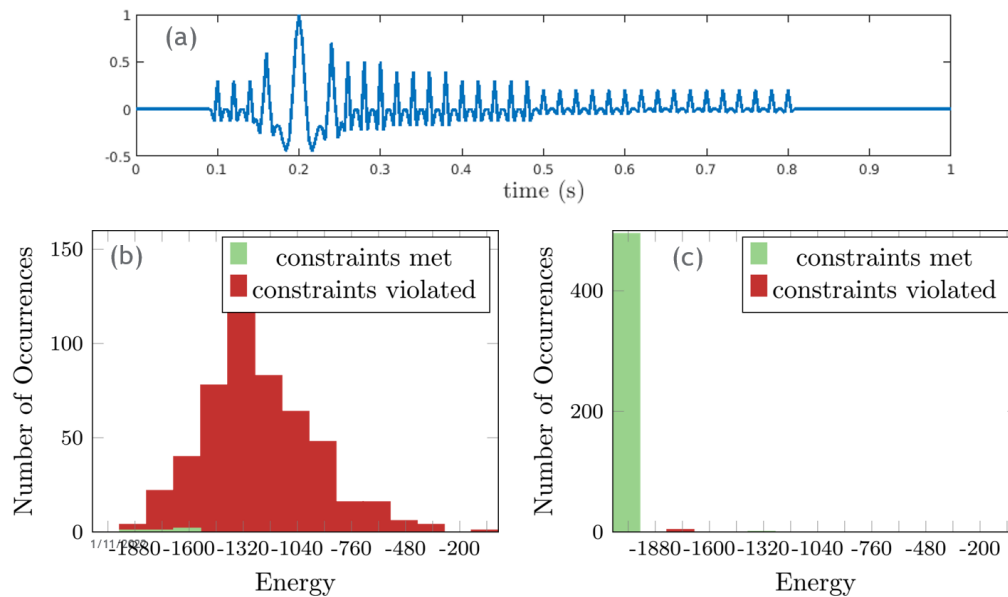 (a)
1
0.5
0
-0.5
0 0.1 0.2 0.3 0.4 0.5 0.6 0.7 0.8 0.9 1
time (s)
(b)
constraints met
constraints violated
Number of Occurrences
150
100
50
0
-1880 -1600 -1320 -1040 -760 -480 -200
Energy
(c)
constraints met
constraints violated
Number of Occurrences
400
200
0
-1880 -1600 -1320 -1040 -760 -480 -200
Energy